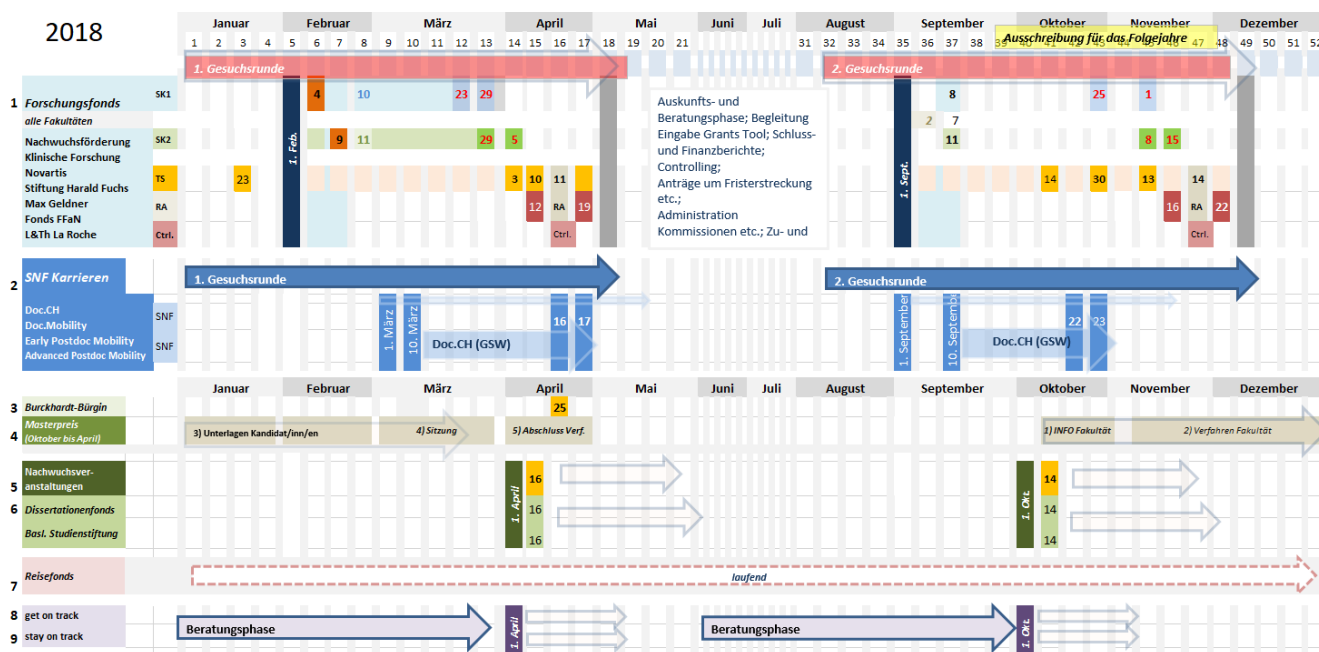 2018
Januar Februar März April Mai Juni Juli August September Oktober November Dezember
1 2 3 4 5 6 7 8 9 10 11 12 13 14 15 16 17 18 19 20 21 31 32 33 34 35 36 37 38 39 40 41 42 43 44 45 46 47 48 49 50 51 52
Ausschreibung für das Folgejahre
1. Gesuchsrunde 2. Gesuchsrunde
1 Forschungsfonds SK1 4 10 23 29 8 25 1
alle Fakultäten 2 7
Nachwuchsförderung SK2 9 11 29 5 11 8 15
Klinische Forschung
Novartis TS 23 3 10 11 14 30 13 14
Stiftung Harald Fuchs
Max Geldner RA 12 RA 19 16 RA 22
Fonds FFaN
L&Th La Roche Ctrl. Ctrl. Ctrl.
1. Feb.
1. Sept.
Auskunfts- und
Beratungsphase; Begleitung
Eingabe Grants Tool; Schluss-
und Finanzberichte;
Controlling;
Anträge um Fristerstreckung
etc.;
Administration
Kommissionen etc.; Zu- und
2 SNF Karrieren 1. Gesuchsrunde 2. Gesuchsrunde
Doc.CH SNF 16 17 22 23
Doc.Mobility
Early Postdoc Mobility SNF Doc.CH (GSW) Doc.CH (GSW)
Advanced Postdoc Mobility
1. März
10. März
1. September
10. September
Januar Februar März April Mai Juni Juli August September Oktober November Dezember
3 Burckhardt-Bürgin 25
4 Masterpreis
(Oktober bis April)
3) Unterlagen Kandidat/inn/en 4) Sitzung 5) Abschluss Verf. 1) INFO Fakultät 2) Verfahren Fakultät
5 Nachwuchsver-
anstaltungen 16 14
6 Dissertationenfonds 16 14
Basl. Studienstiftung 16 14
1. April
1. Okt.
7 Reisefonds laufend
8 get on track
9 stay on track
Beratungsphase 1. April Beratungsphase 1. Okt.